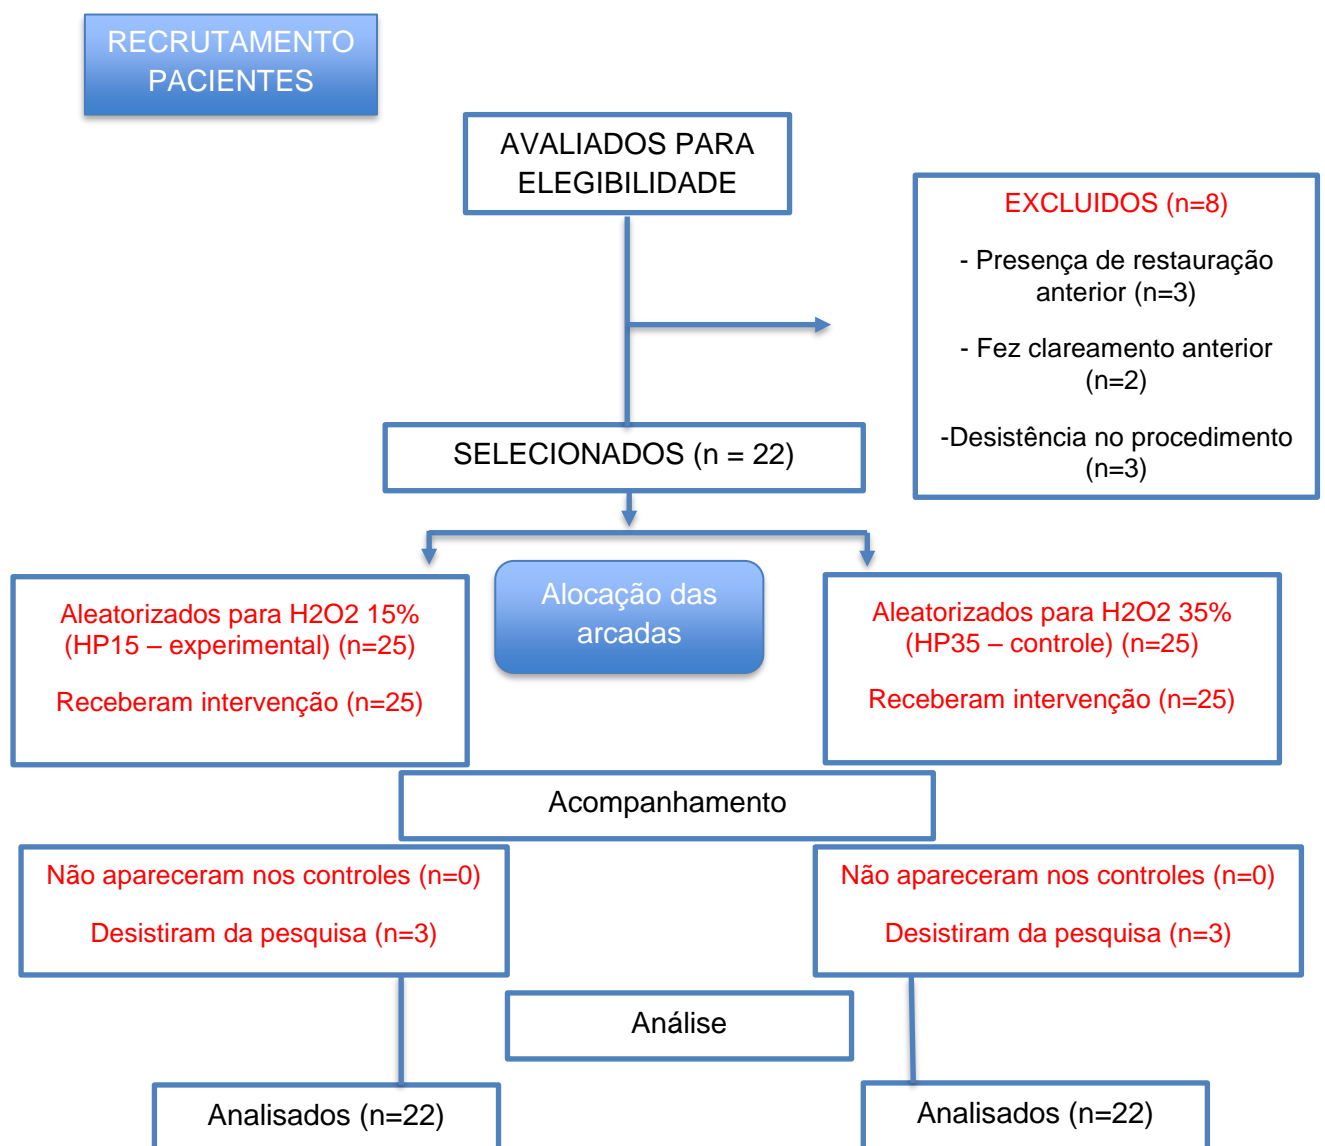 RECRUTAMENTO
PACIENTES
AVALIADOS PARA
ELEGIBILIDADE
EXCLUIDOS (n=8)
- Presença de restauração
anterior (n=3)
- Fez clareamento anterior
(n=2)
-Desistência no procedimento
(n=3)
SELECIONADOS (n = 22)
Alocação das
arcadas
Aleatorizados para H2O2 15%
(HP15 – experimental) (n=25)
Receberam intervenção (n=25)
Aleatorizados para H2O2 35%
(HP35 – controle) (n=25)
Receberam intervenção (n=25)
Acompanhamento
Não apareceram nos controles (n=0)
Desistiram da pesquisa (n=3)
Não apareceram nos controles (n=0)
Desistiram da pesquisa (n=3)
Análise
Analisados (n=22)
Analisados (n=22)